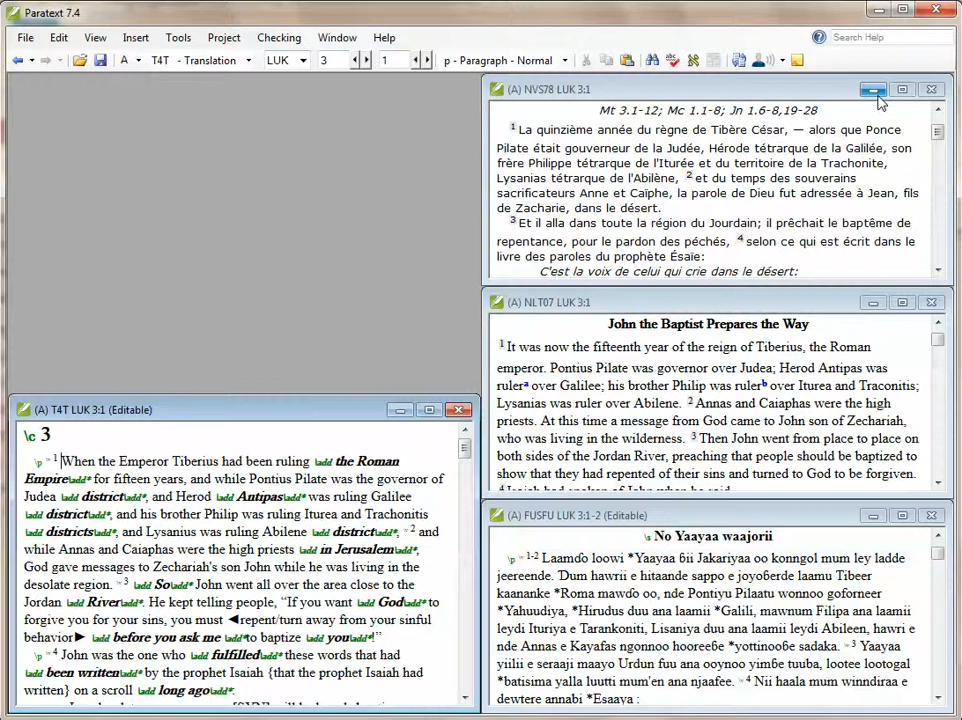 Paratext 7.4
File Edit View Insert Tools Project Checking Window Help
Search Help
A T4T - Translation LUK 3 1 p - Paragraph - Normal
(A) NVS78 LUK 3:1
Mt 3.1-12; Mc 1.1-8; Jn 1.6-8,19-28
1 La quinzième année du règne de Tibère César, — alors que Ponce
Pilate était gouverneur de la Judée, Hérode tétrarque de la Galilée, son
frère Philippe tétrarque de l'Iturée et du territoire de la Trachonite,
Lysanias tétrarque de l'Abilène, 2 et du temps des souverains
sacrificateurs Anne et Caïphe, la parole de Dieu fut adressée à Jean, fils
de Zacharie, dans le désert.
3 Et il alla dans toute la région du Jourdain; il prêchait le baptême de
repentance, pour le pardon des péchés, 4 selon ce qui est écrit dans le
livre des paroles du prophète Ésaïe:
C'est la voix de celui qui crie dans le désert:
(A) NLT07 LUK 3:1
John the Baptist Prepares the Way
1 It was now the fifteenth year of the reign of Tiberius, the Roman
emperor. Pontius Pilate was governor over Judea; Herod Antipas was
ruler a over Galilee; his brother Philip was ruler b over Iturea and Traconitis;
Lysanias was ruler over Abilene. 2 Annas and Caiaphas were the high
priests. At this time a message from God came to John son of Zechariah,
who was living in the wilderness. 3 Then John went from place to place on
both sides of the Jordan River, preaching that people should be baptized to
show that they had repented of their sins and turned to God to be forgiven.
4 Isaiah had spoken of John when he said
(A) T4T LUK 3:1 (Editable)
\c 3
\p 1 When the Emperor Tiberius had been ruling \add the Roman
Empire\add* for fifteen years, and while Pontius Pilate was the governor of
Judea \add district\add*, and Herod \add Antipas\add* was ruling Galilee
\add district\add*, and his brother Philip was ruling Iturea and Trachonitis
\add districts\add*, and Lysanius was ruling Abilene \add district\add*, 2 and
while Annas and Caiaphas were the high priests \add in Jerusalem\add*,
God gave messages to Zechariah's son John while he was living in the
desolate region. 3 \add So\add* John went all over the area close to the
Jordan \add River\add*. He kept telling people, “If you want \add God\add* to
forgive you for your sins, you must ◄repent/turn away from your sinful
behavior► \add before you ask me \add*to baptize \add you\add*!”
\p 4 John was the one who \add fulfilled\add* these words that had
\add been written\add* by the prophet Isaiah {that the prophet Isaiah had
written} on a scroll \add long ago\add*.
(A) FUSFU LUK 3:1-2 (Editable)
\s No Yaayaa waajorii
\p 1-2 Laamɗo loowi *Yaayaa ɓii Jakariyaa oo konngol mum ley ladde
jeereende. Ɗum hawrii e hitaande sappo e joyoɓerde laamu Tibeer
kaananke *Roma mawɗo oo, nde Pontiyu Pilaatu wonnoo goforneer
*Yahuudiya, *Hirudus duu ana laamii *Galili, mawnum Filipa ana laamii
leydi Ituriya e Tarankoniti, Lisaniya duu ana laamii leydi Abileen, hawri e
nde Annas e Kayafas ngonnoo hooreeɓe *yottinooɓe sadaka. 3 Yaayaa
yiilii e seraaji maayo Urdun fuu ana ooynoo yimɓe tuuba, lootee lootogal
*batisima yalla luutti mum'en ana njaafee. 4 Nii haala mum winndiraa e
dewtere annabi *Esaaya :